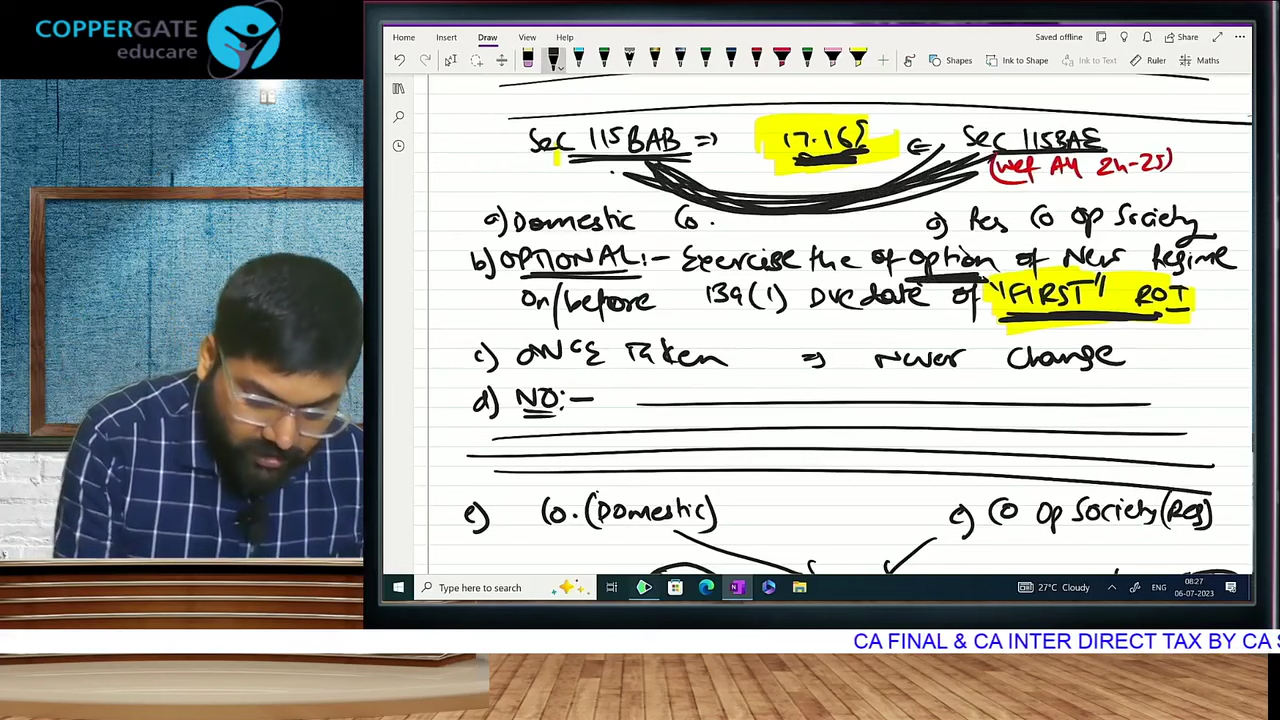 COPPERGATE
educare
Home Insert Draw View Help
Saved offline Share
Shapes Ink to Shape Ink to Text Ruler Maths
Sec 115BAB ⇒ 17.16% ⇐ Sec 115BAE
(wef AY 24-25)
a) Domestic Co. a) Res Co Op Society
b) OPTIONAL:- Exercise the of option of New Regime
on/before 139(1) Due date of "FIRST" ROI
c) ONCE Taken ⇒ Never change
d) NO:-
e) Co. (Domestic) e) Co Op Society (Res)
Type here to search
27°C Cloudy ENG 08:27
06-07-2023
CA FINAL & CA INTER DIRECT TAX BY CA S